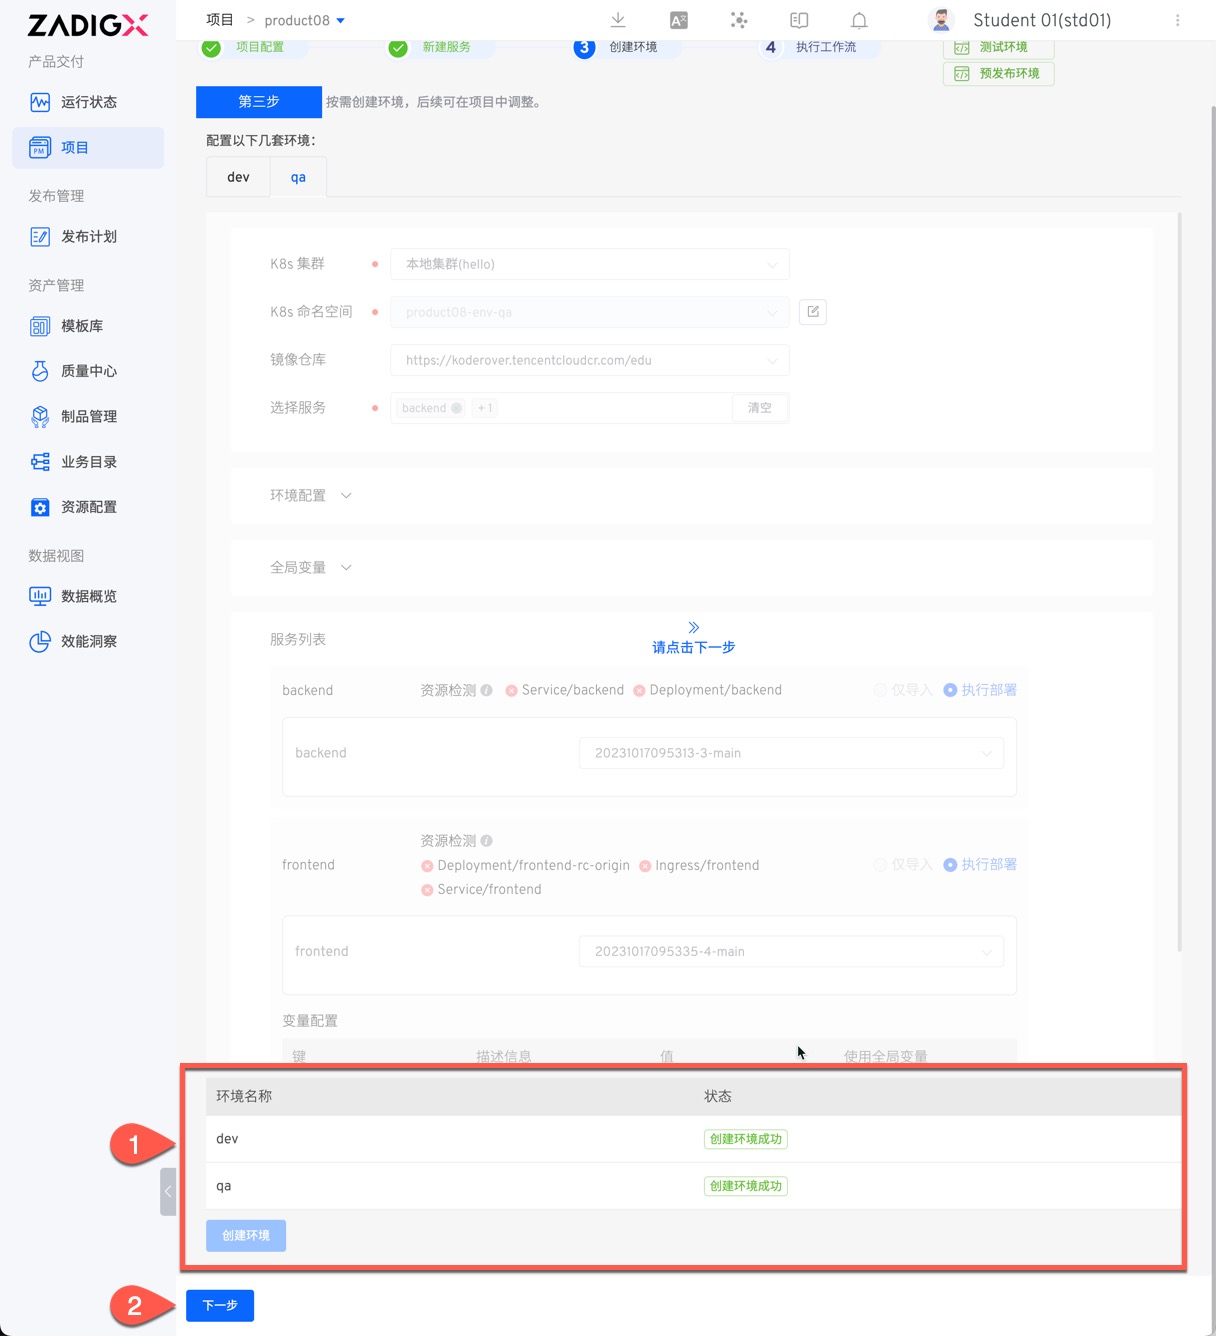 ZADIGX
项目 > product08
Student 01(std01)
产品交付
运行状态
项目
发布管理
发布计划
资产管理
模板库
质量中心
制品管理
业务目录
资源配置
数据视图
数据概览
效能洞察
项目配置
新建服务
3 创建环境
4 执行工作流
测试环境
预发布环境
第三步 按需创建环境，后续可在项目中调整。
配置以下几套环境：
dev qa
K8s 集群 本地集群(hello)
K8s 命名空间 product08-env-qa
镜像仓库 https://koderover.tencentcloudcr.com/edu
选择服务 backend +1 清空
环境配置
全局变量
服务列表
请点击下一步
backend 资源检测 Service/backend Deployment/backend 仅导入 执行部署
backend 20231017095313-3-main
资源检测
frontend Deployment/frontend-rc-origin Ingress/frontend 仅导入 执行部署
Service/frontend
frontend 20231017095335-4-main
变量配置
键 描述信息 值 使用全局变量
环境名称 状态
1
dev 创建环境成功
qa 创建环境成功
创建环境
2
下一步